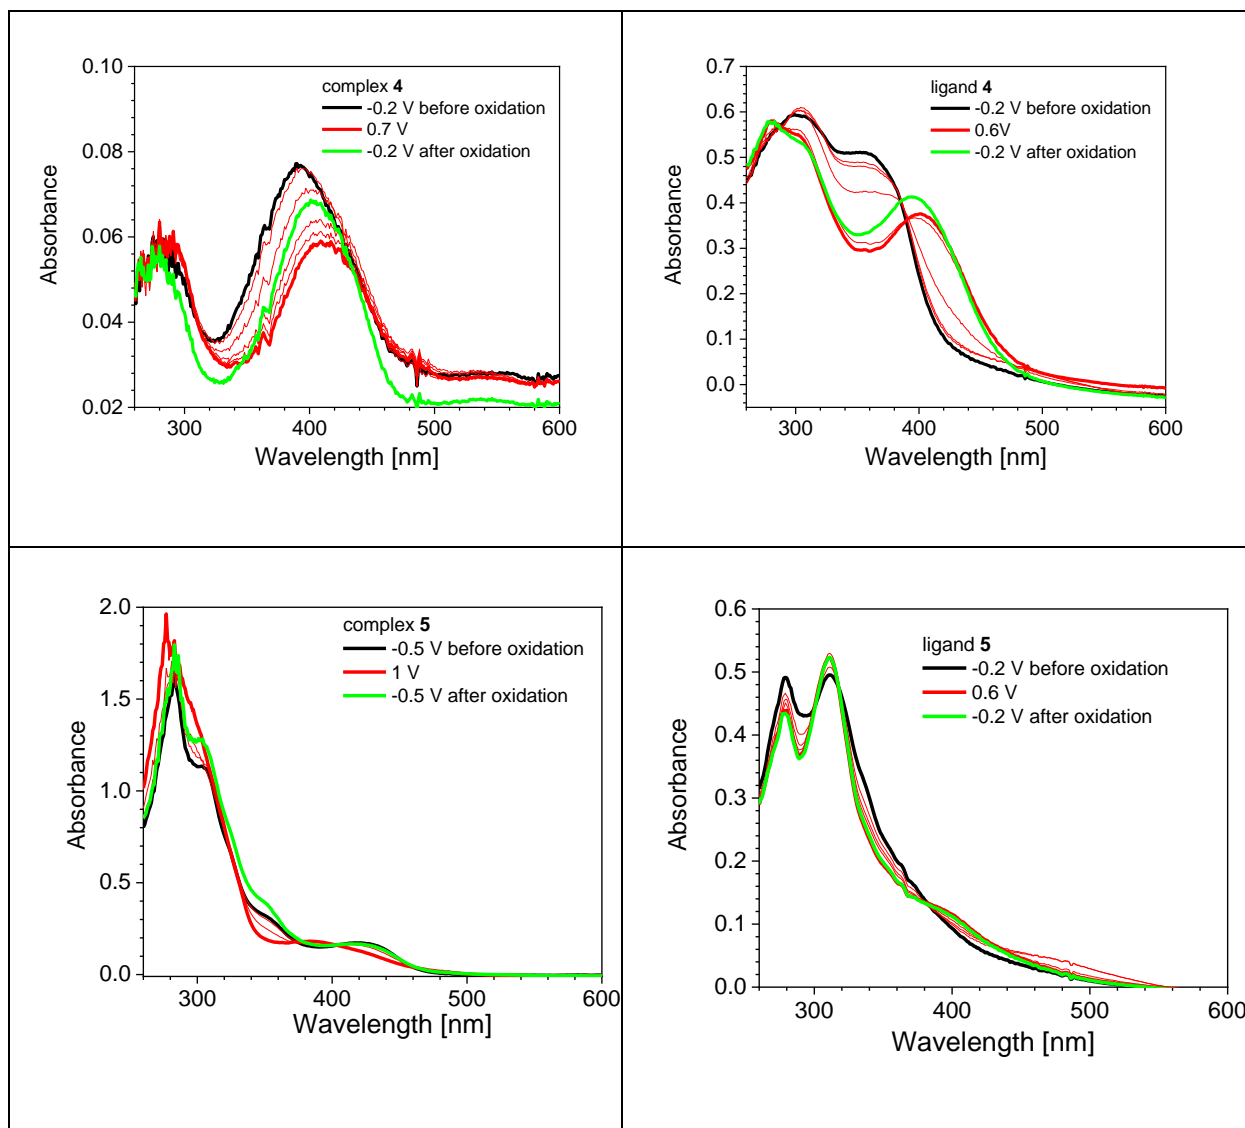 0.10
0.08
0.06
0.04
0.02
Absorbance
complex 4
-0.2 V before oxidation
0.7 V
-0.2 V after oxidation
300 400 500 600
Wavelength [nm]
0.7
0.6
0.5
0.4
0.3
0.2
0.1
0.0
Absorbance
ligand 4
-0.2 V before oxidation
0.6V
-0.2 V after oxidation
300 400 500 600
Wavelength [nm]
2.0
1.5
1.0
0.5
0.0
Absorbance
complex 5
-0.5 V before oxidation
1 V
-0.5 V after oxidation
300 400 500 600
Wavelength [nm]
0.6
0.5
0.4
0.3
0.2
0.1
0.0
Absorbance
ligand 5
-0.2 V before oxidation
0.6 V
-0.2 V after oxidation
300 400 500 600
Wavelength [nm]